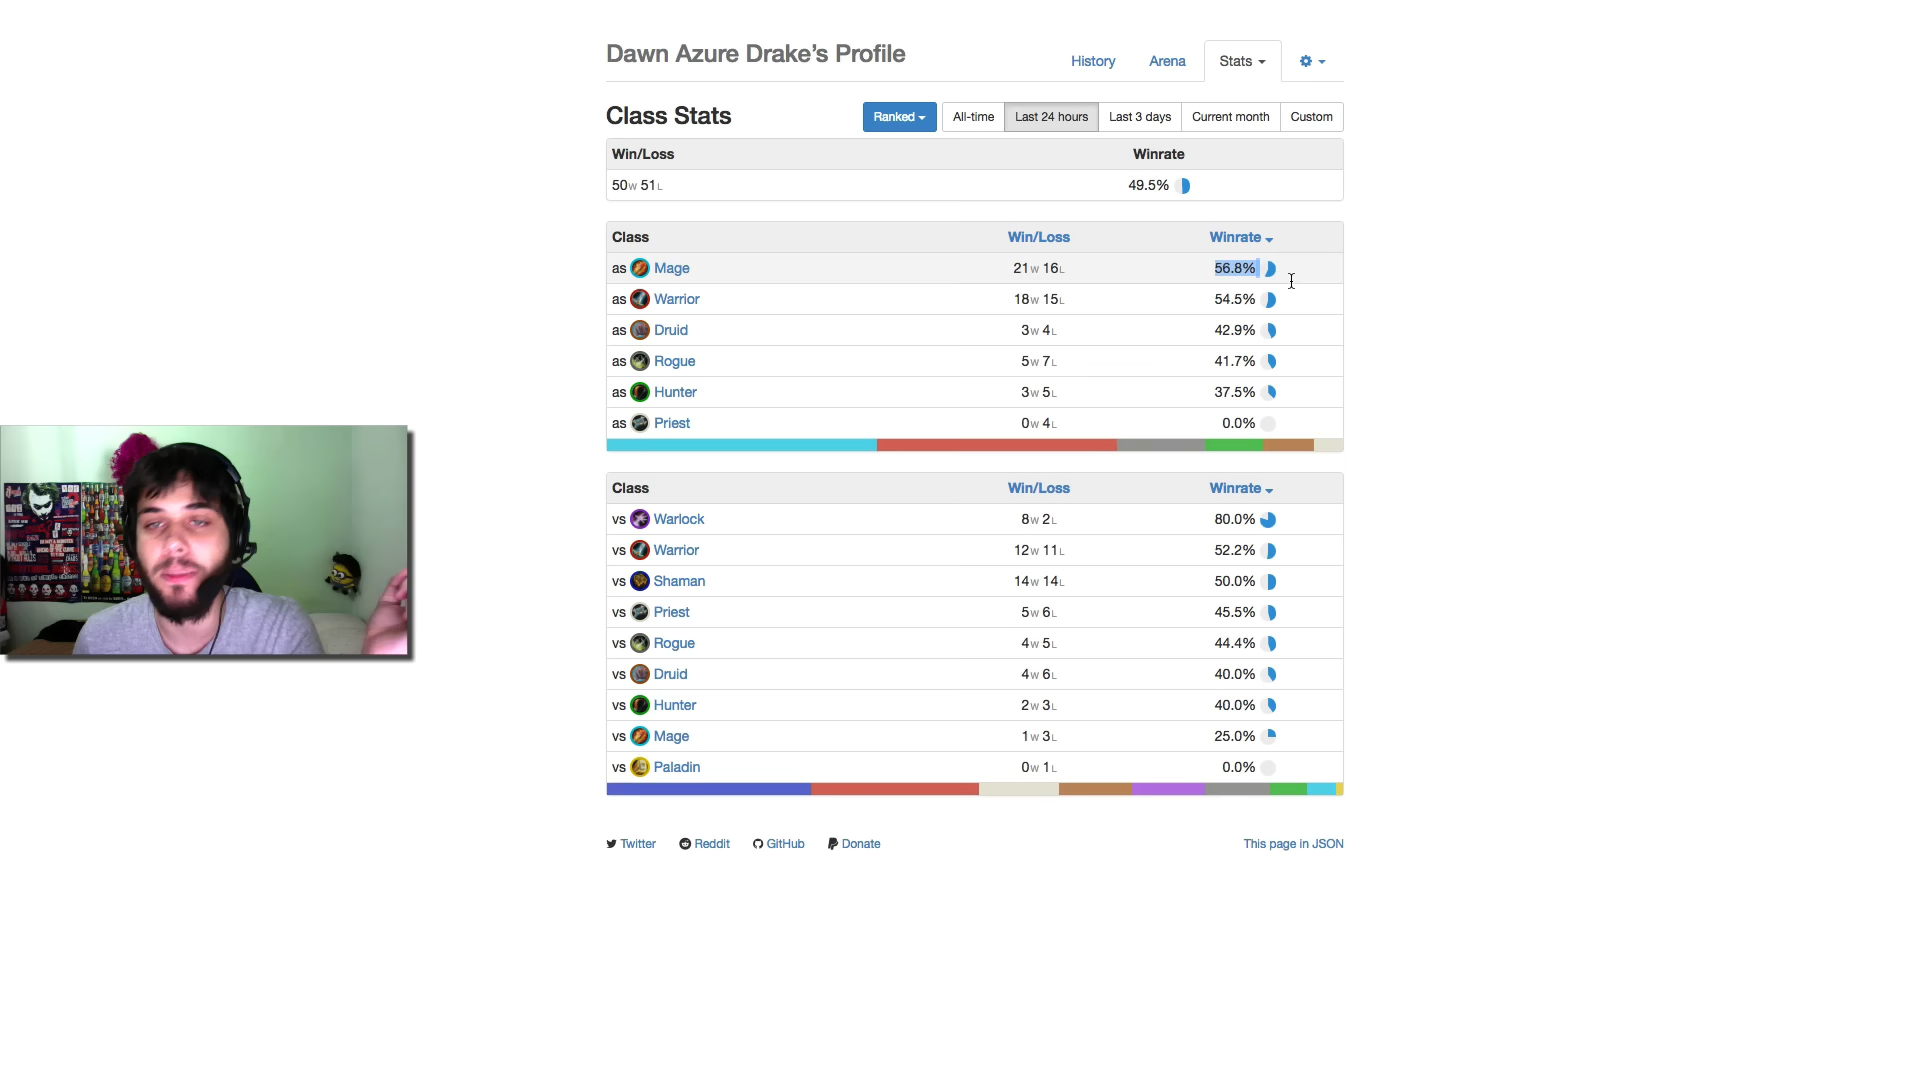 Dawn Azure Drake's Profile
History Arena Stats
Class Stats
Ranked All-time Last 24 hours Last 3 days Current month Custom
Win/Loss Winrate
50W 51L 49.5%
Class Win/Loss Winrate
as Mage 21W 16L 56.8%
as Warrior 18W 15L 54.5%
as Druid 3W 4L 42.9%
as Rogue 5W 7L 41.7%
as Hunter 3W 5L 37.5%
as Priest 0W 4L 0.0%
Class Win/Loss Winrate
vs Warlock 8W 2L 80.0%
vs Warrior 12W 11L 52.2%
vs Shaman 14W 14L 50.0%
vs Priest 5W 6L 45.5%
vs Rogue 4W 5L 44.4%
vs Druid 4W 6L 40.0%
vs Hunter 2W 3L 40.0%
vs Mage 1W 3L 25.0%
vs Paladin 0W 1L 0.0%
Twitter Reddit GitHub Donate This page in JSON